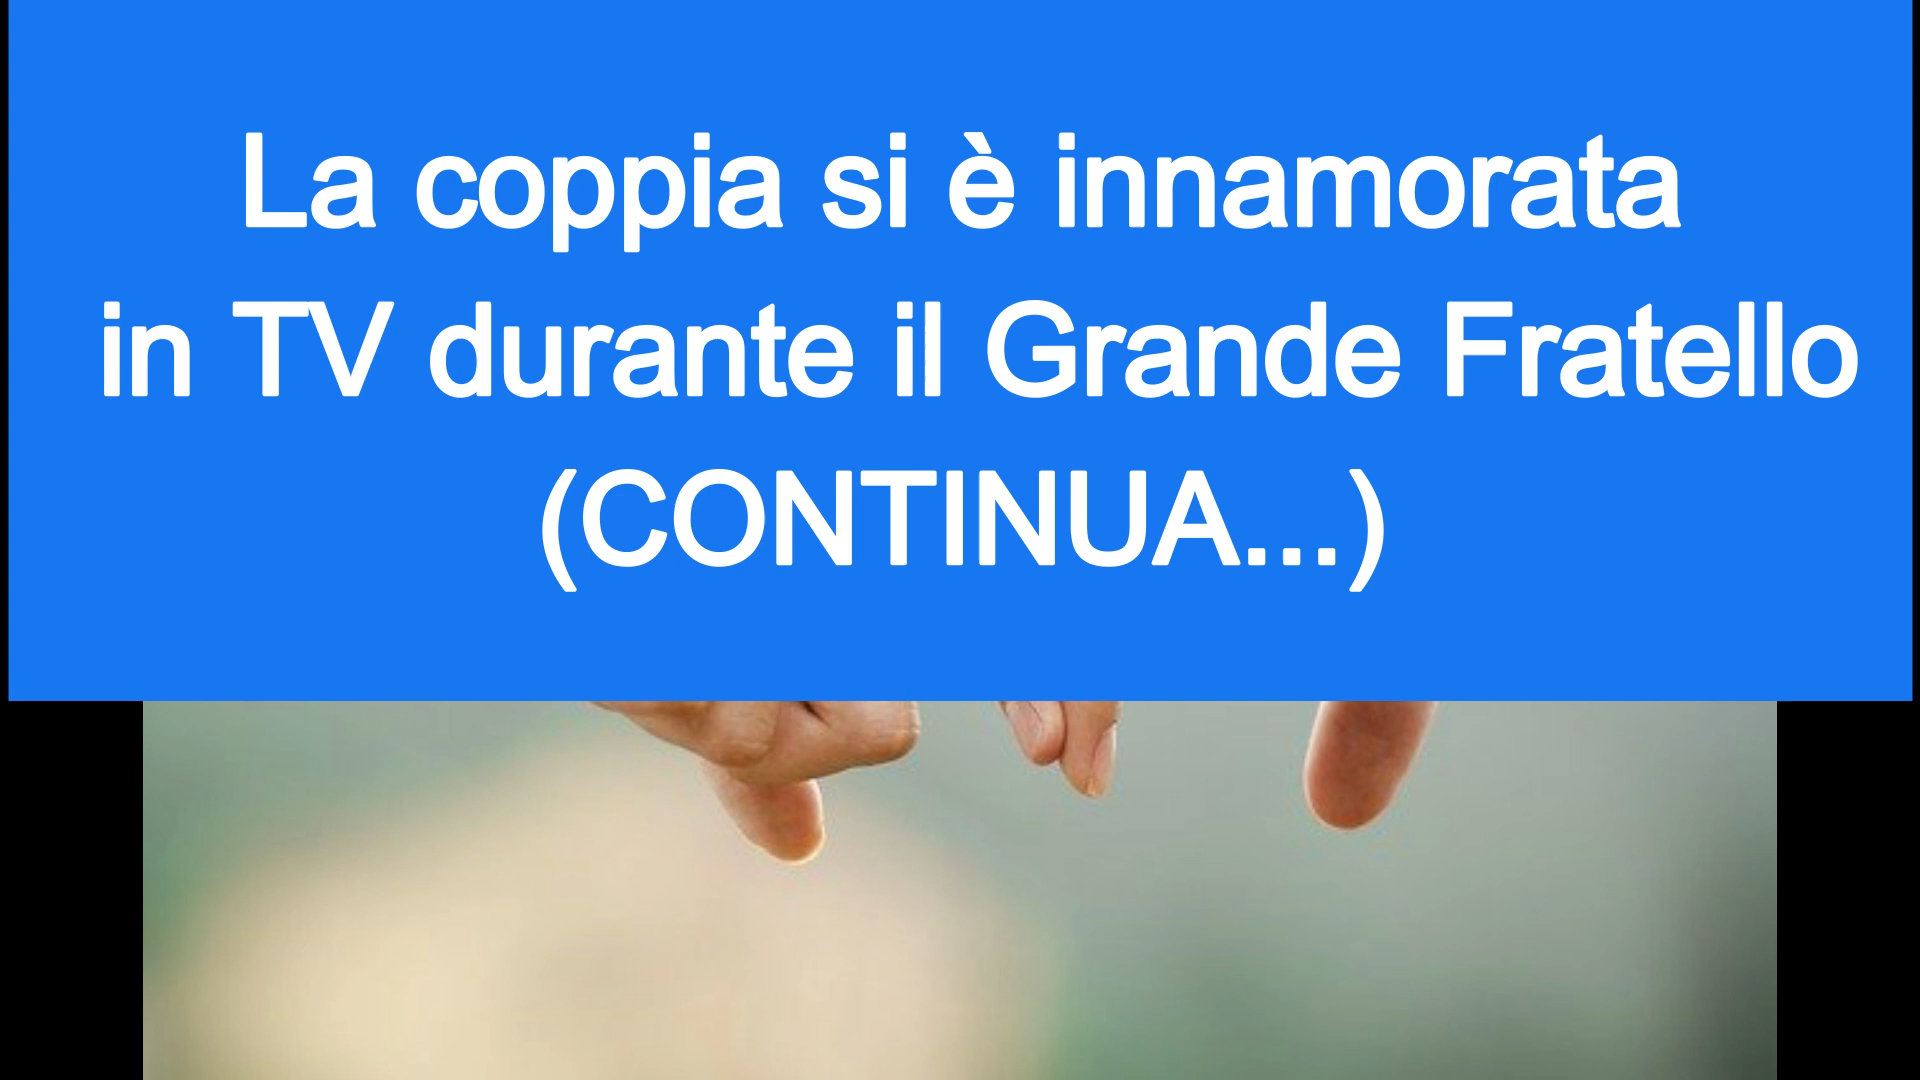 La coppia si è innamorata
in TV durante il Grande Fratello
(CONTINUA...)